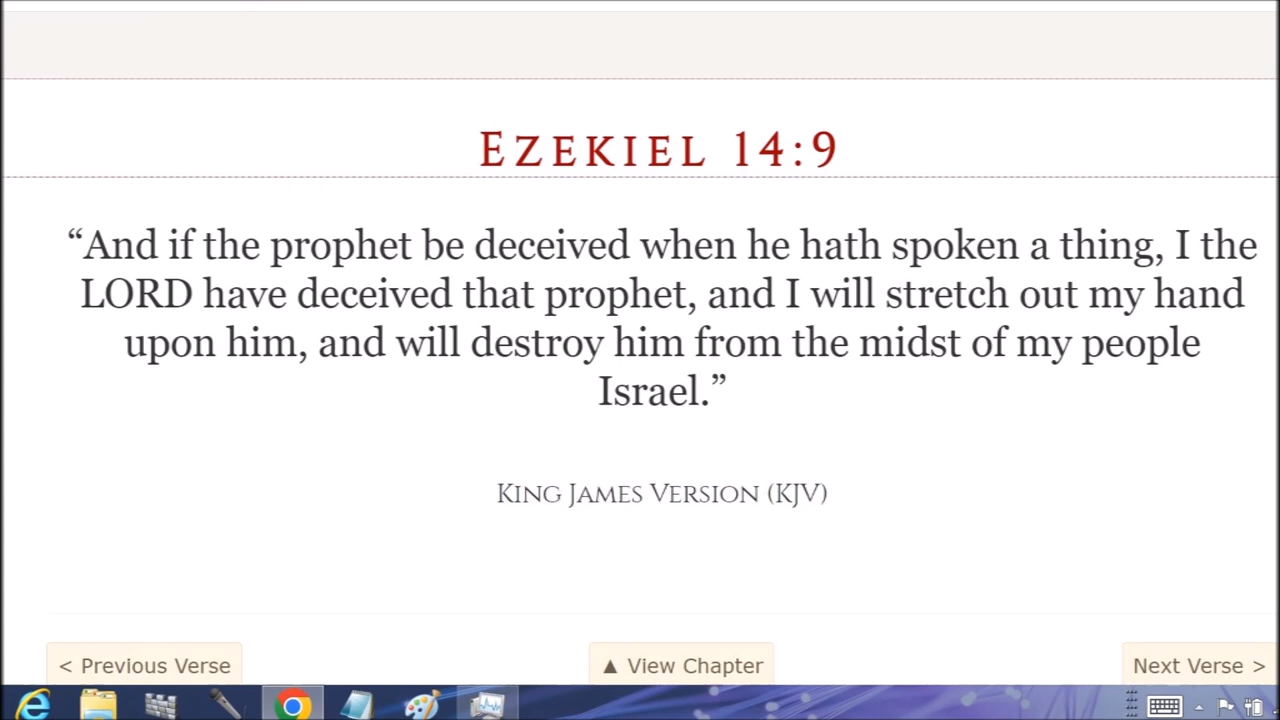 EZEKIEL 14:9
“And if the prophet be deceived when he hath spoken a thing, I the
LORD have deceived that prophet, and I will stretch out my hand
upon him, and will destroy him from the midst of my people
Israel.”
KING JAMES VERSION (KJV)
< Previous Verse
▲ View Chapter
Next Verse >